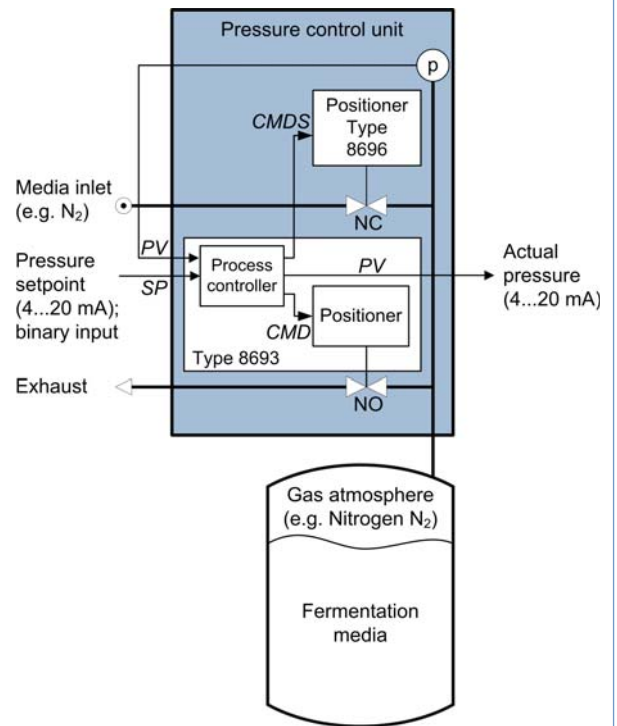 Pressure control unit
p
Positioner
Type
8696
CMDS
Media inlet
(e.g. N₂)
NC
PV
Pressure
setpoint
(4...20 mA);
binary input
SP
Process
controller
PV
Actual
pressure
(4...20 mA)
CMD
Positioner
Type 8693
Exhaust
NO
Gas atmosphere
(e.g. Nitrogen N₂)
Fermentation
media